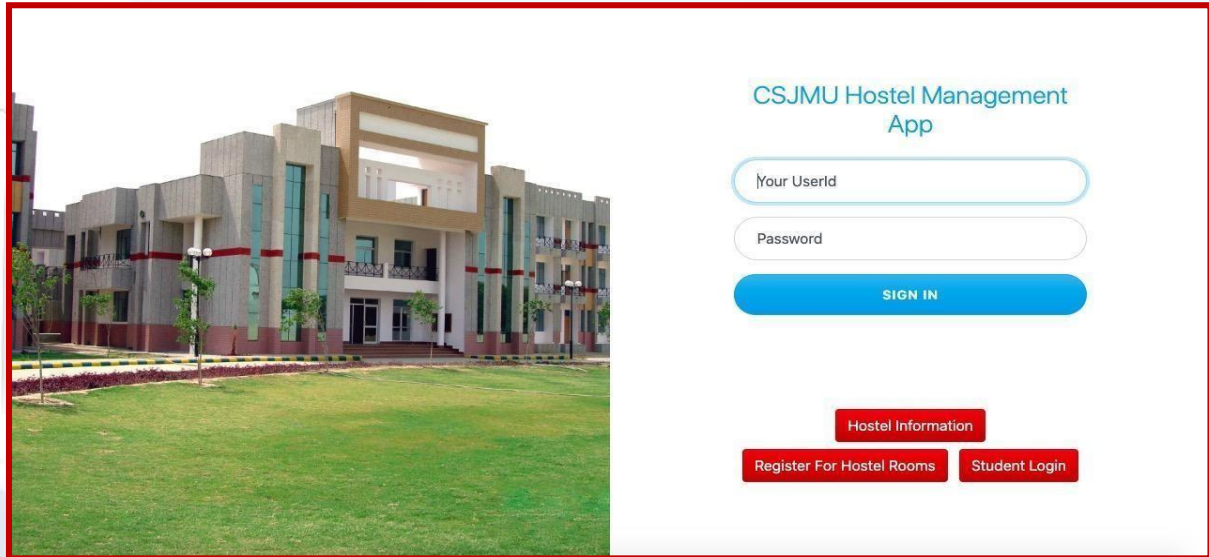 CSJMU Hostel Management
App
Your UserId
Password
SIGN IN
Hostel Information
Register For Hostel Rooms Student Login